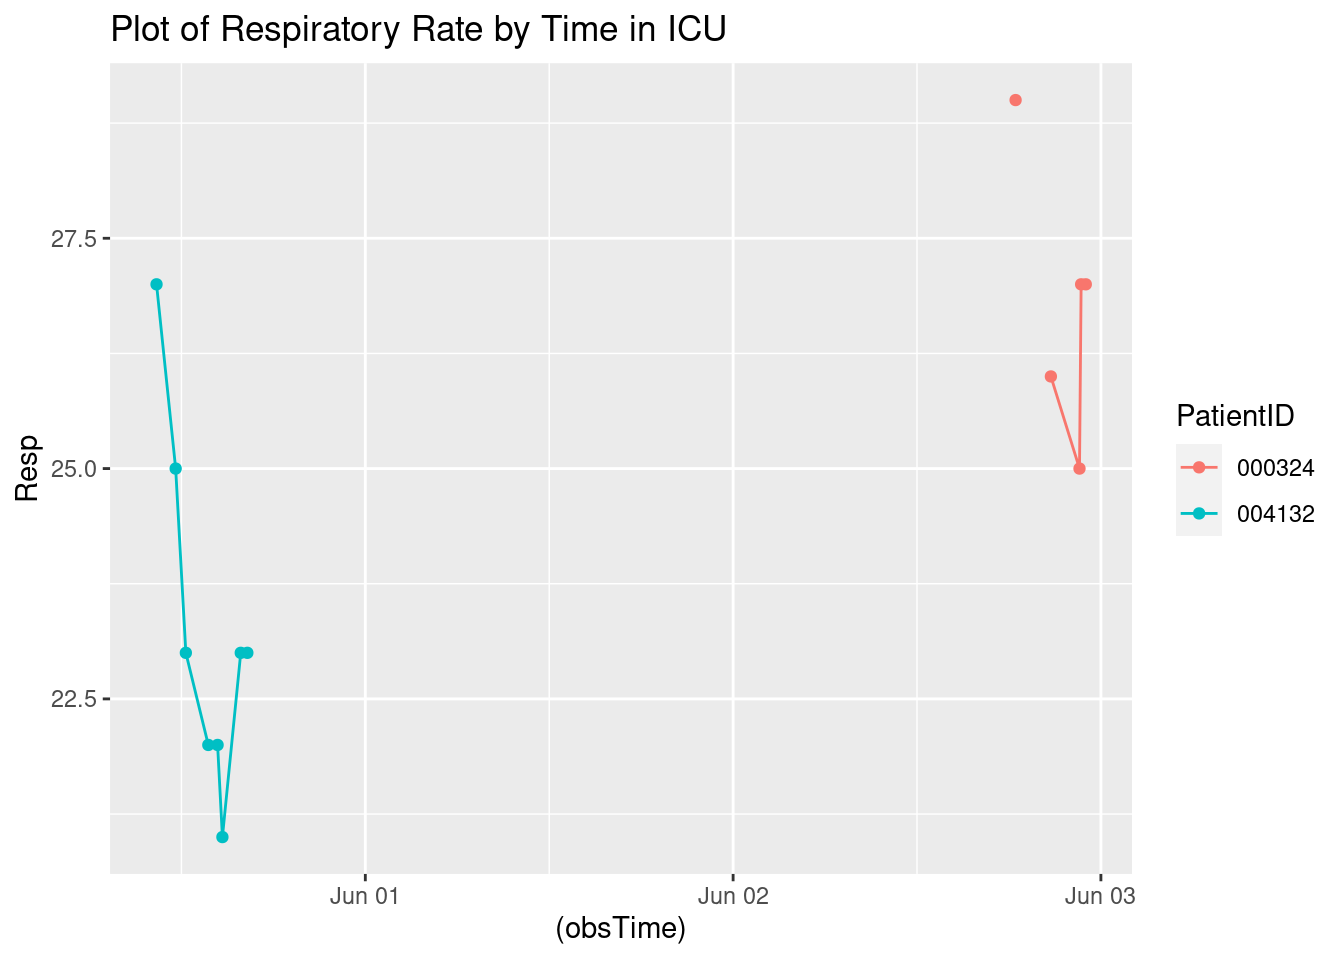 Plot of Respiratory Rate by Time in ICU
27.5
25.0
22.5
Resp
Jun 01
Jun 02
Jun 03
(obsTime)
PatientID
000324
004132